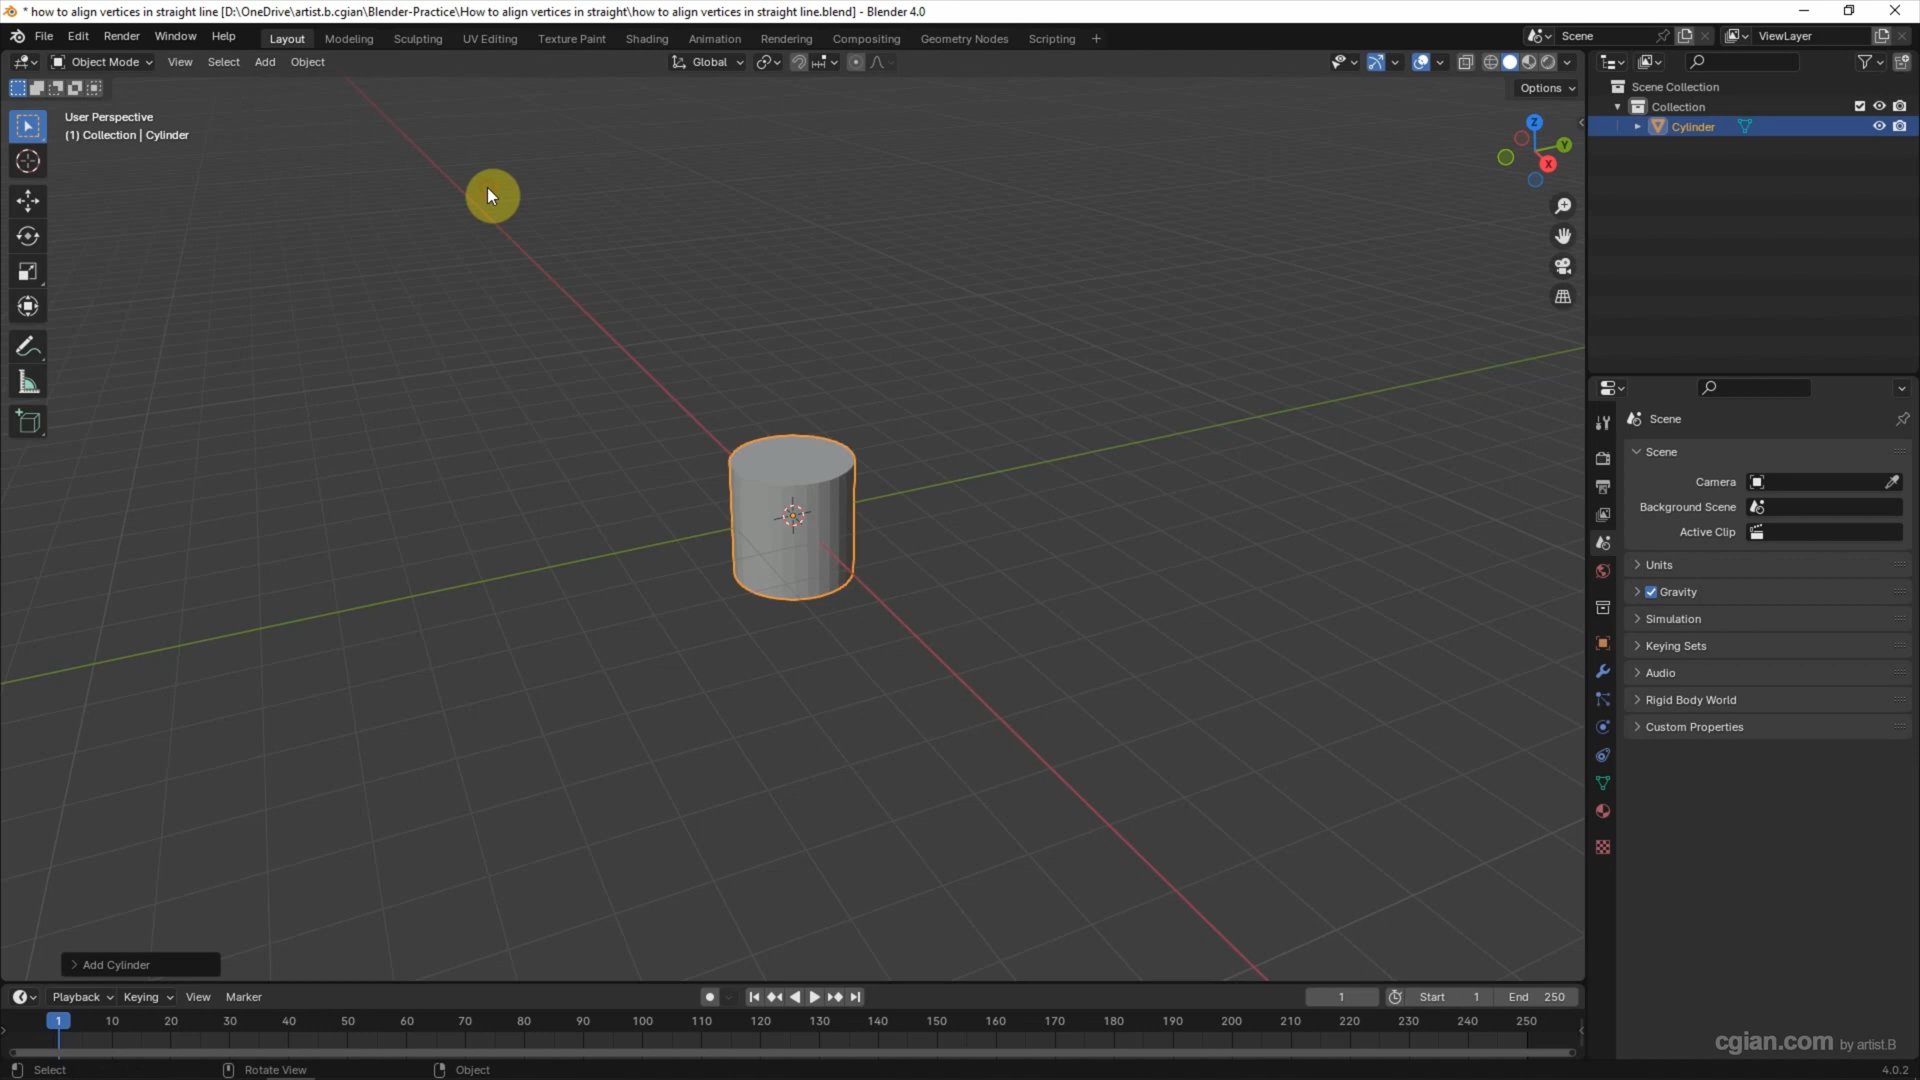 * how to align vertices in straight line [D:\OneDrive\artist.b.cgian\Blender-Practice\How to align vertices in straight\how to align vertices in straight line.blend] - Blender 4.0
File Edit Render Window Help Layout Modeling Sculpting UV Editing Texture Paint Shading Animation Rendering Compositing Geometry Nodes Scripting + Scene ViewLayer
Object Mode View Select Add Object Global
Options
User Perspective
(1) Collection | Cylinder
Z
Y
X
Scene Collection
Collection
Cylinder
Scene
Scene
Camera
Background Scene
Active Clip
Units
Gravity
Simulation
Keying Sets
Audio
Rigid Body World
Custom Properties
Add Cylinder
Playback Keying View Marker 1 Start 1 End 250
1 10 20 30 40 50 60 70 80 90 100 110 120 130 140 150 160 170 180 190 200 210 220 230 240 250
cgian.com by artist.B
Select Rotate View Object 4.0.2